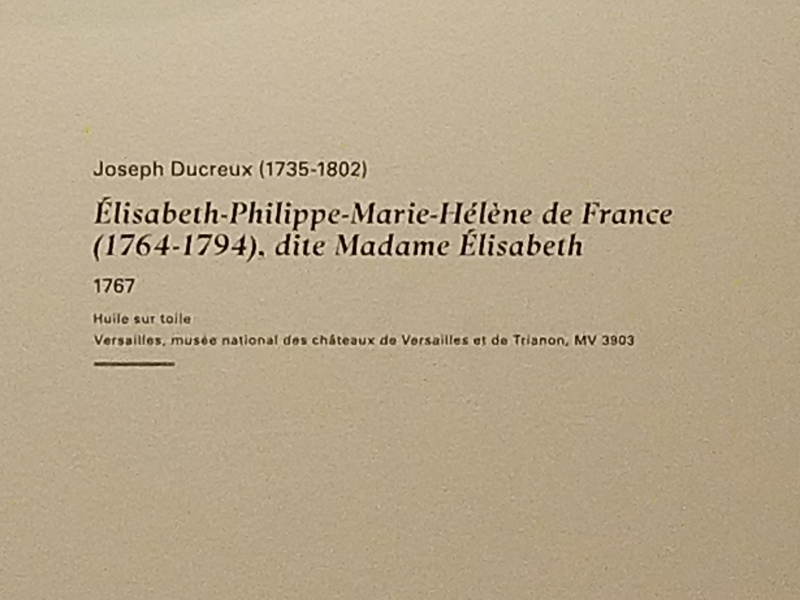 Joseph Ducreux (1735-1802)
Élisabeth-Philippe-Marie-Hélène de France
(1764-1794), dite Madame Élisabeth
1767
Huile sur toile
Versailles, musée national des châteaux de Versailles et de Trianon, MV 3903